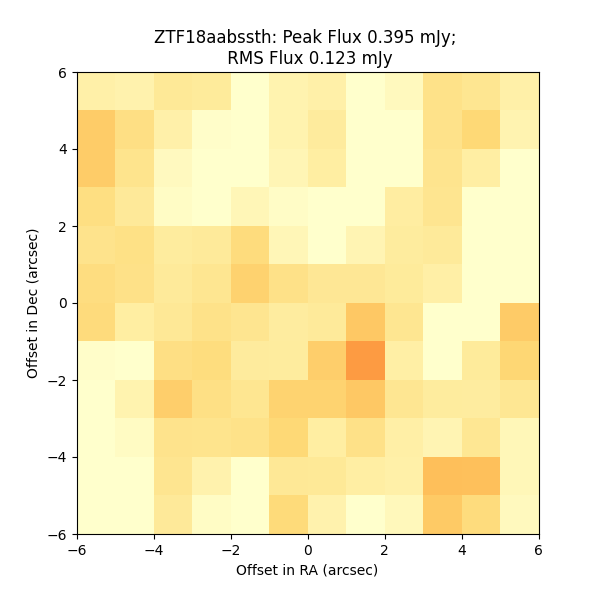 ZTF18aabssth: Peak Flux 0.395 mJy;
RMS Flux 0.123 mJy
6
4
2
0
−2
−4
−6
Offset in Dec (arcsec)
−6 −4 −2 0 2 4 6
Offset in RA (arcsec)